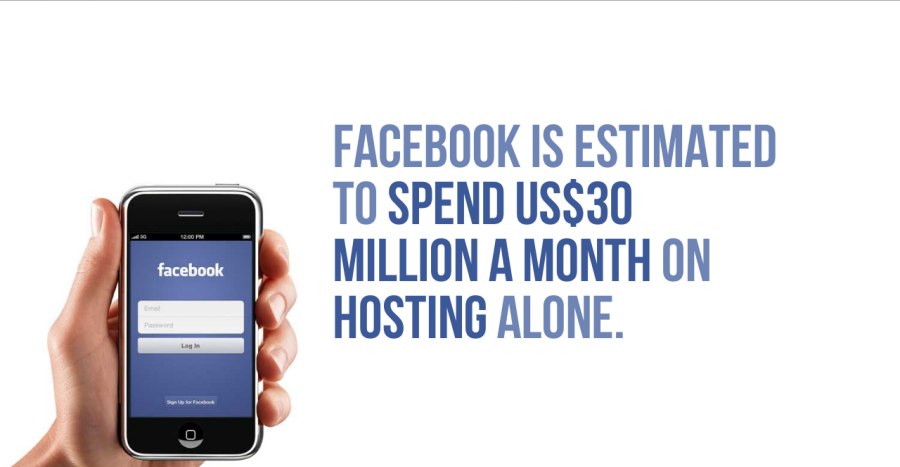 FACEBOOK IS ESTIMATED
TO SPEND US$30
MILLION A MONTH ON
HOSTING ALONE.
3G 12:00 PM
facebook
Email
Password
Log In
Sign Up for Facebook